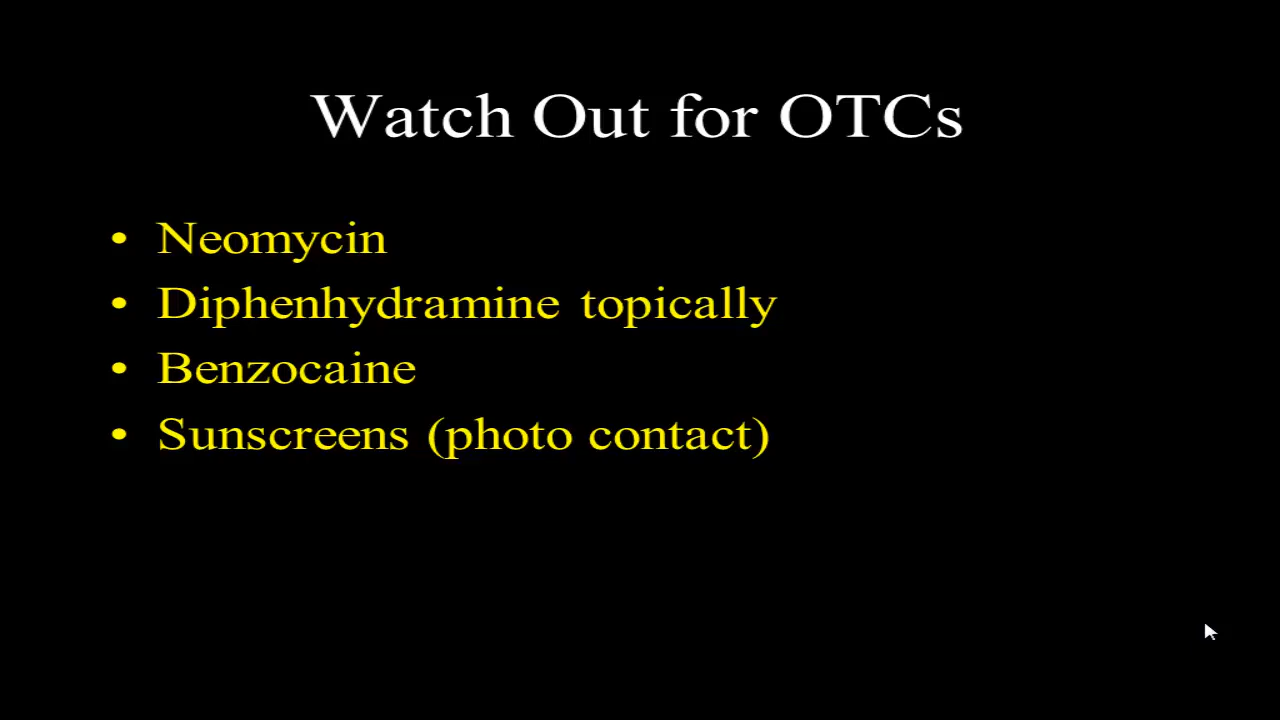 Watch Out for OTCs
• Neomycin
• Diphenhydramine topically
• Benzocaine
• Sunscreens (photo contact)